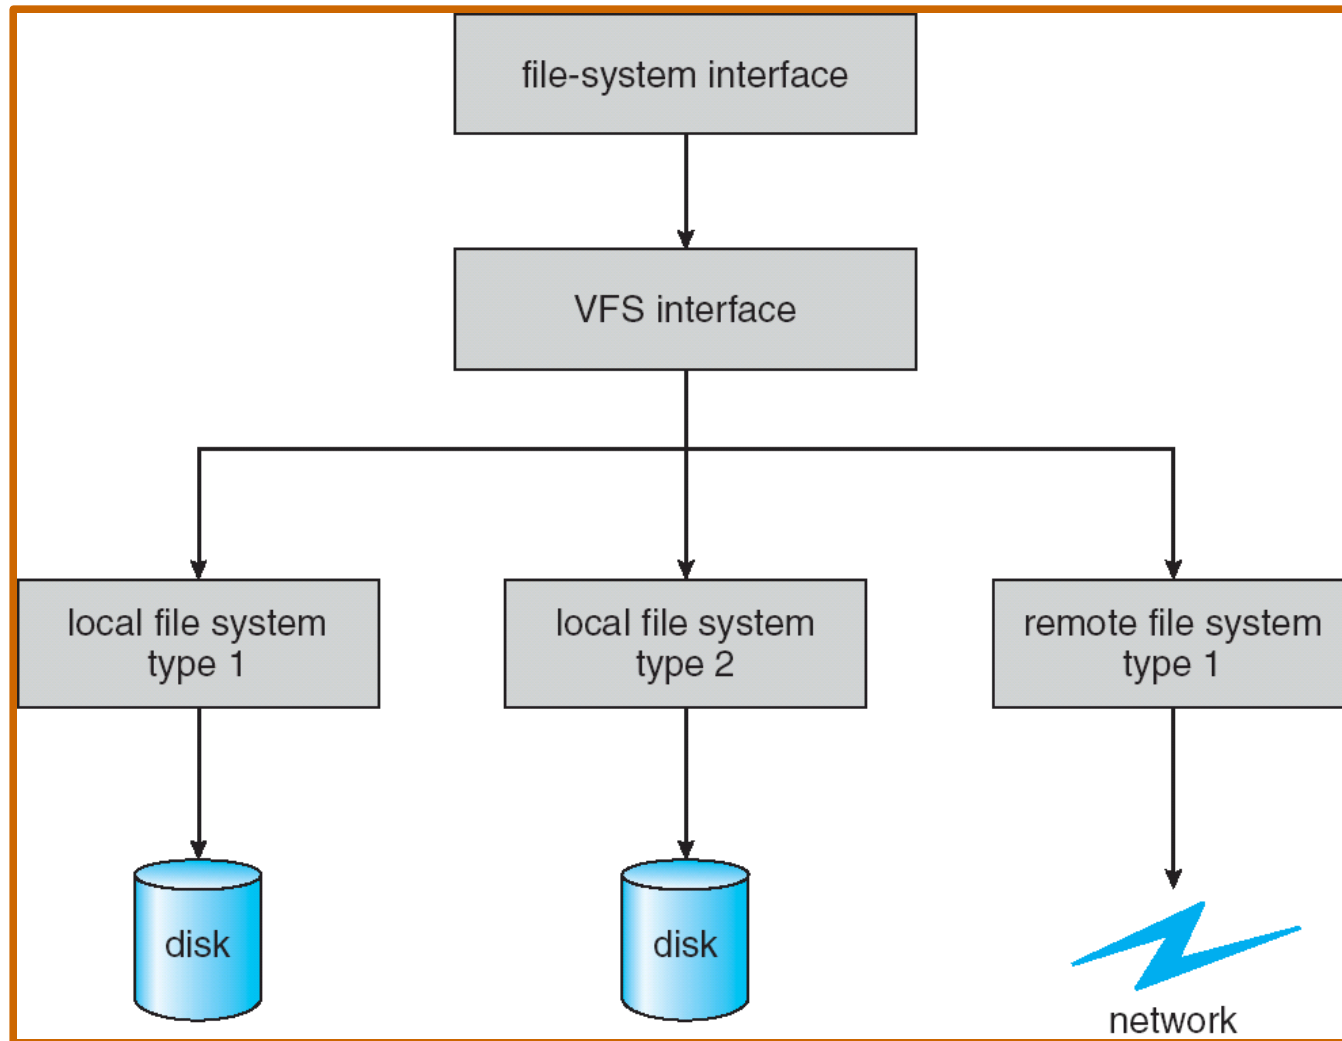 file-system interface
VFS interface
local file system
type 1
local file system
type 2
remote file system
type 1
disk
disk
network